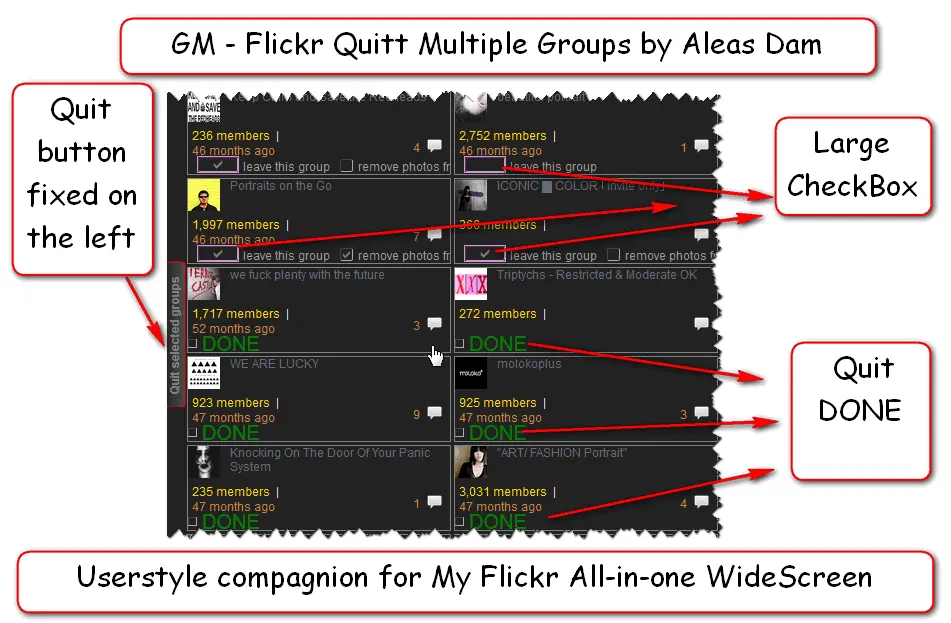 GM - Flickr Quitt Multiple Groups by Aleas Dam
Quit
button
fixed on
the left
Large
CheckBox
Quit
DONE
Quit selected groups
AND SAVE
236 members |
46 months ago
4
leave this group
remove photos fr
beautiful portrait
2,752 members |
46 months ago
1
leave this group
Portraits on the Go
1,997 members |
46 months ago
7
leave this group
remove photos fr
ICONIC COLOR ( invite only)
366 members |
leave this group
remove photos f
we fuck plenty with the future
1,717 members |
52 months ago
3
DONE
XXX
Triptychs - Restricted & Moderate OK
272 members |
DONE
WE ARE LUCKY
923 members |
47 months ago
9
DONE
moloko+
molokoplus
925 members |
47 months ago
3
DONE
Knocking On The Door Of Your Panic
System
235 members |
47 months ago
1
DONE
"ART/ FASHION Portrait"
3,031 members |
47 months ago
4
DONE
Userstyle compagnion for My Flickr All-in-one WideScreen